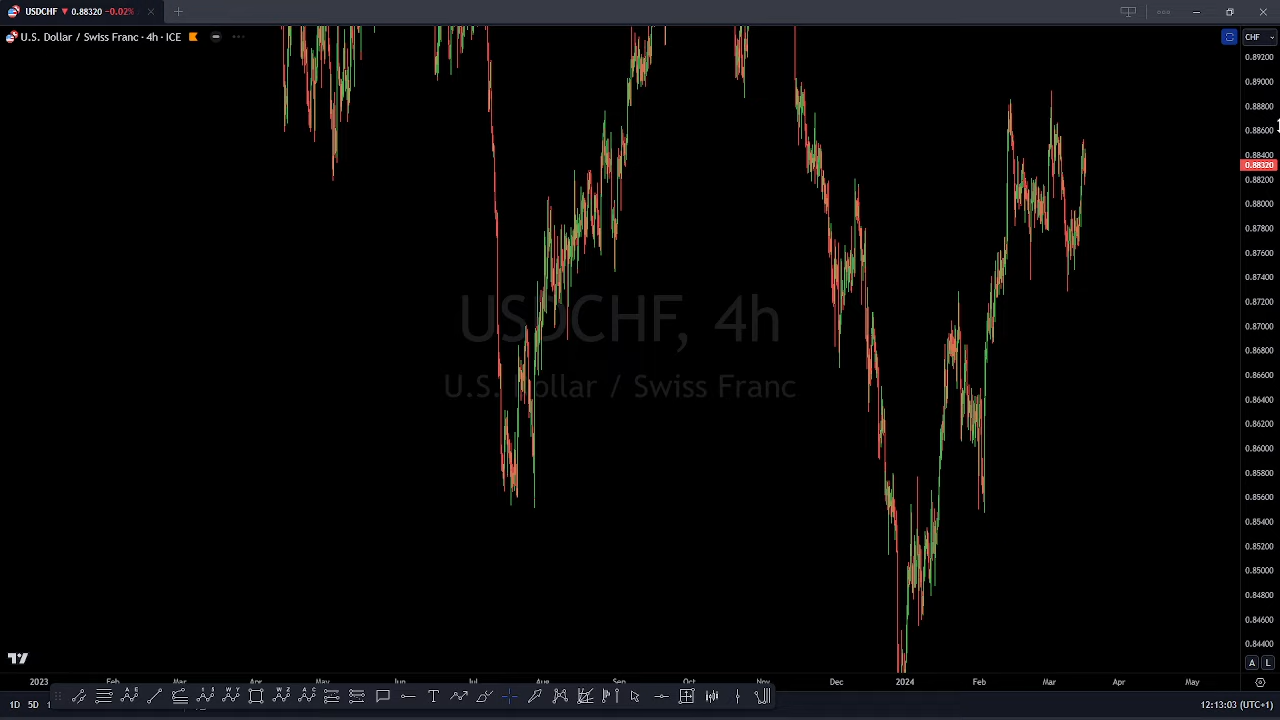 USDCHF ▼ 0.88320 −0.02%
U.S. Dollar / Swiss Franc · 4h · ICE
CHF
0.89200
0.89000
0.88800
0.88600
0.88400
0.88320
0.88200
0.88000
0.87800
0.87600
0.87400
0.87200
0.87000
0.86800
0.86600
0.86400
0.86200
0.86000
0.85800
0.85600
0.85400
0.85200
0.85000
0.84800
0.84600
0.84400
USDCHF, 4h
U.S. Dollar / Swiss Franc
A L
2023 Feb Mar Apr May Jun Jul Aug Sep Oct Nov Dec 2024 Feb Mar Apr May
1D 5D
12:13:03 (UTC+1)